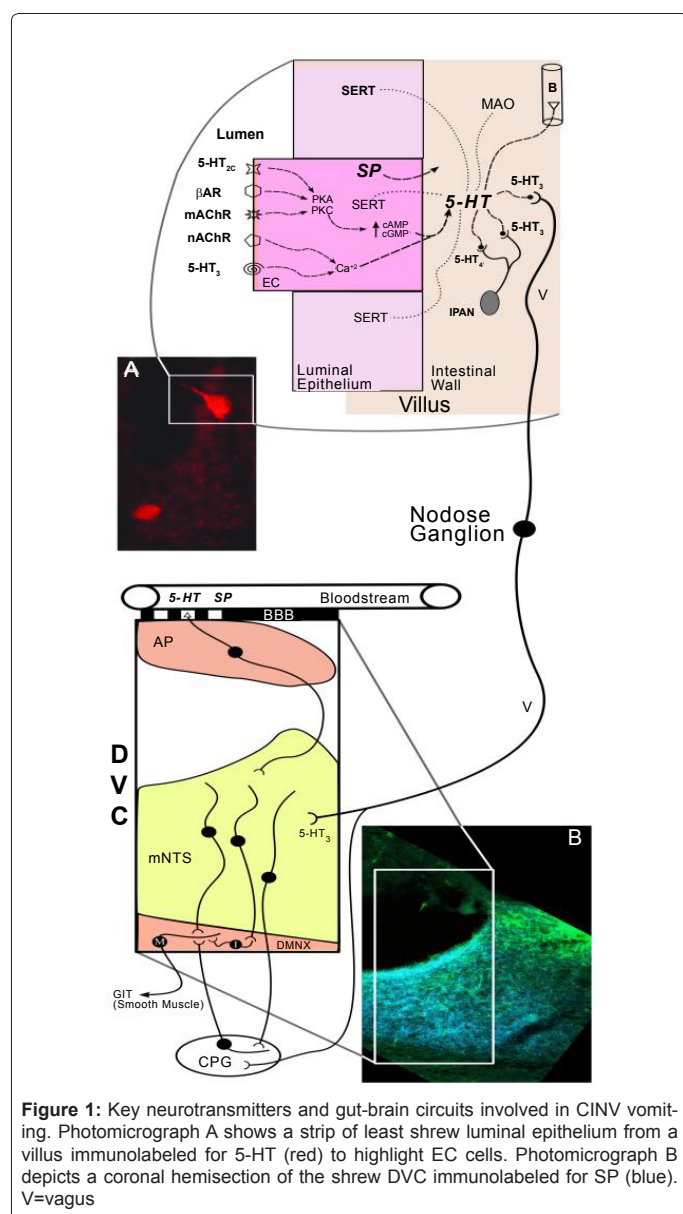 SERT
MAO
B
Lumen
5-HT2C
βAR
mAChR
nAChR
5-HT3
SP
PKA
PKC
SERT
cAMP
cGMP
Ca+2
EC
5-HT
5-HT3
5-HT3
5-HT4
IPAN
V
SERT
Luminal
Epithelium
Intestinal
Wall
Villus
A
Nodose
Ganglion
5-HT SP Bloodstream
BBB
AP
V
DVC
5-HT3
mNTS
B
M
I
DMNX
GIT
(Smooth Muscle)
CPG
Figure 1: Key neurotransmitters and gut-brain circuits involved in CINV vomit-
ing. Photomicrograph A shows a strip of least shrew luminal epithelium from a
villus immunolabeled for 5-HT (red) to highlight EC cells. Photomicrograph B
depicts a coronal hemisection of the shrew DVC immunolabeled for SP (blue).
V=vagus